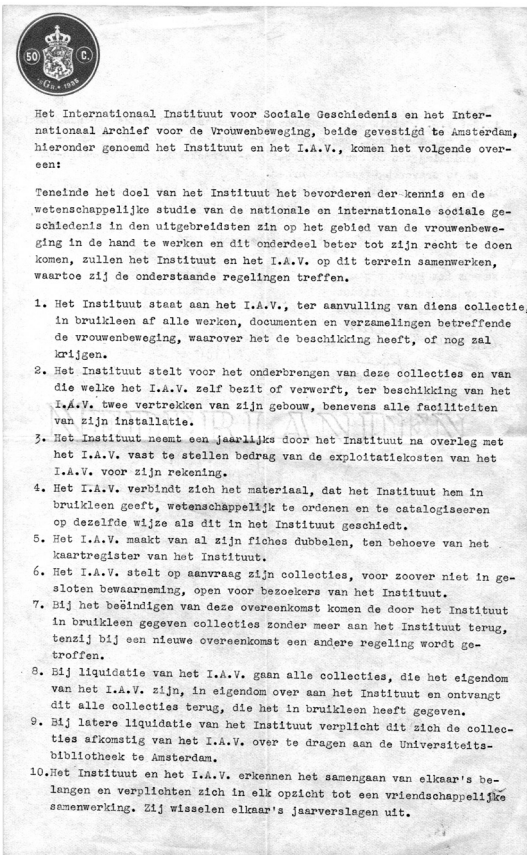 50 C.
"Gr." 1935
Het Internationaal Instituut voor Sociale Geschiedenis en het Inter-
nationaal Archief voor de Vrouwenbeweging, beide gevestigd te Amsterdam,
hieronder genoemd het Instituut en het I.A.V., komen het volgende over-
een:
Teneinde het doel van het Instituut het bevorderen der kennis en de
wetenschappelijke studie van de nationale en internationale sociale ge-
schiedenis in den uitgebreidsten zin op het gebied van de vrouwenbewe-
ging in de hand te werken en dit onderdeel beter tot zijn recht te doen
komen, zullen het Instituut en het I.A.V. op dit terrein samenwerken,
waartoe zij de onderstaande regelingen treffen.
1. Het Instituut staat aan het I.A.V., ter aanvulling van diens collectie,
in bruikleen af alle werken, documenten en verzamelingen betreffende
de vrouwenbeweging, waarover het de beschikking heeft, of nog zal
krijgen.
2. Het Instituut stelt voor het onderbrengen van deze collecties en van
die welke het I.A.V. zelf bezit of verwerft, ter beschikking van het
I.A.V. twee vertrekken van zijn gebouw, benevens alle faciliteiten
van zijn installatie.
3. Het Instituut neemt een jaarlijks door het Instituut na overleg met
het I.A.V. vast te stellen bedrag van de exploitatiekosten van het
I.A.V. voor zijn rekening.
4. Het I.A.V. verbindt zich het materiaal, dat het Instituut hem in
bruikleen geeft, wetenschappelijk te ordenen en te catalogiseren
op dezelfde wijze als dit in het Instituut geschiedt.
5. Het I.A.V. maakt van al zijn fiches dubbelen, ten behoeve van het
kaartregister van het Instituut.
6. Het I.A.V. stelt op aanvraag zijn collecties, voor zoover niet in ge-
sloten bewaarneming, open voor bezoekers van het Instituut.
7. Bij het beëindigen van deze overeenkomst komen de door het Instituut
in bruikleen gegeven collecties zonder meer aan het Instituut terug,
tenzij bij een nieuwe overeenkomst een andere regeling wordt ge-
troffen.
8. Bij liquidatie van het I.A.V. gaan alle collecties, die het eigendom
van het I.A.V. zijn, in eigendom over aan het Instituut en ontvangt
dit alle collecties terug, die het in bruikleen heeft gegeven.
9. Bij latere liquidatie van het Instituut verplicht dit zich de collec-
ties afkomstig van het I.A.V. over te dragen aan de Universiteits-
bibliotheek te Amsterdam.
10.Het Instituut en het I.A.V. erkennen het samengaan van elkaar's be-
langen en verplichten zich in elk opzicht tot een vriendschappelijke
samenwerking. Zij wisselen elkaar's jaarverslagen uit.